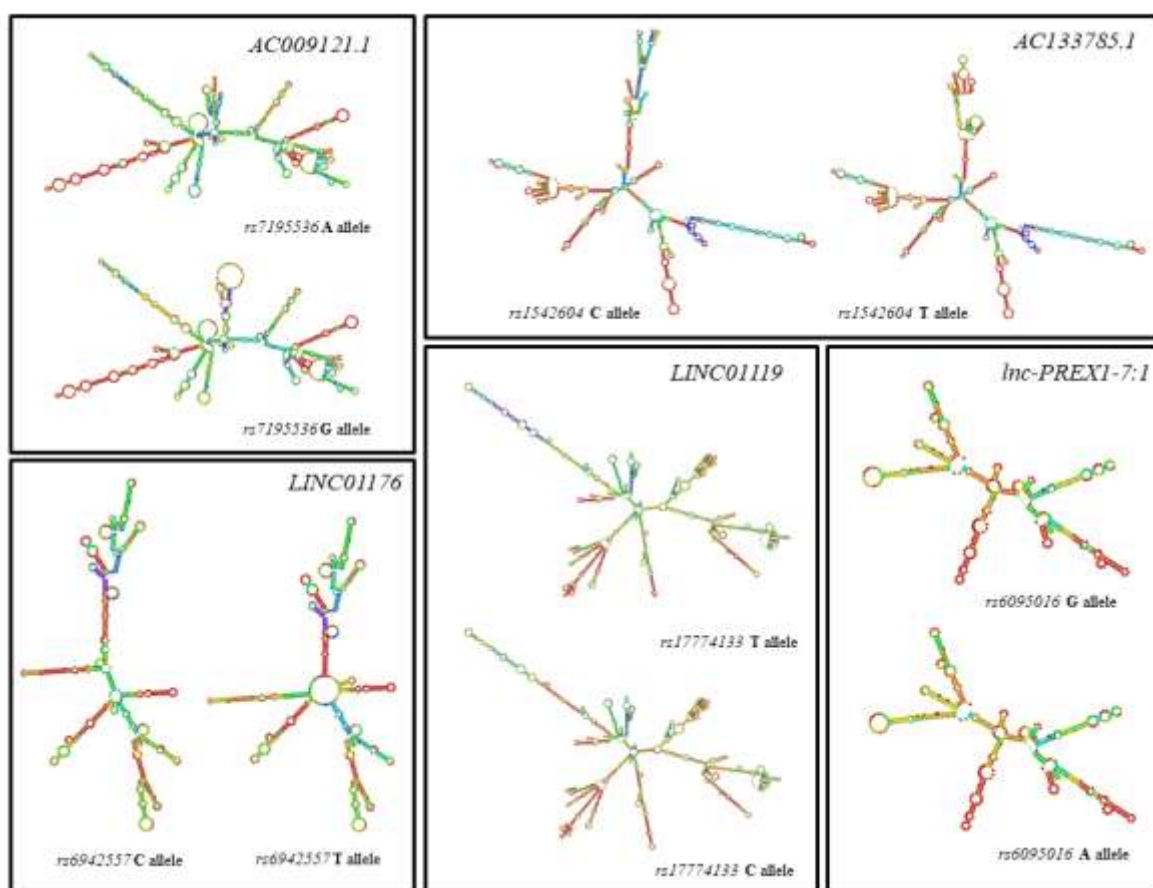 AC009121.1
rs7195536 A allele
rs7195536 G allele
AC133785.1
rs1542604 C allele
rs1542604 T allele
LINC01176
rs6942557 C allele
rs6942557 T allele
LINC01119
rs17774133 T allele
rs17774133 C allele
lnc-PREX1-7:1
rs6095016 G allele
rs6095016 A allele